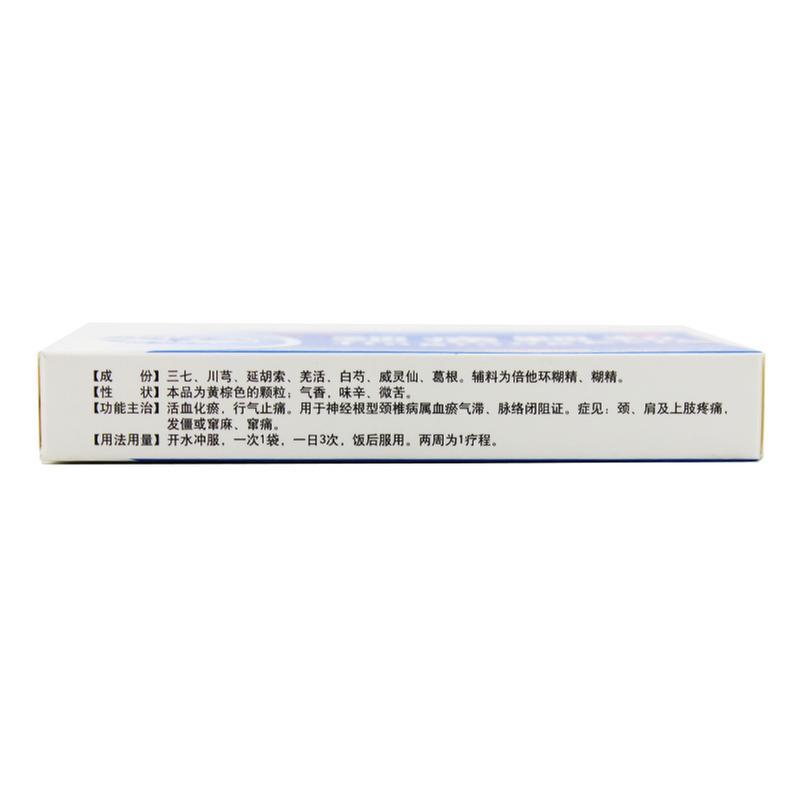 【成　份】三七、川芎、延胡索、羌活、白芍、威灵仙、葛根。辅料为倍他环糊精、糊精。
【性　状】本品为黄棕色的颗粒；气香，味辛、微苦。
【功能主治】活血化瘀，行气止痛。用于神经根型颈椎病属血瘀气滞、脉络闭阻证。症见：颈、肩及上肢疼痛，
发僵或窜麻、窜痛。
【用法用量】开水冲服，一次1袋，一日3次，饭后服用。两周为1疗程。